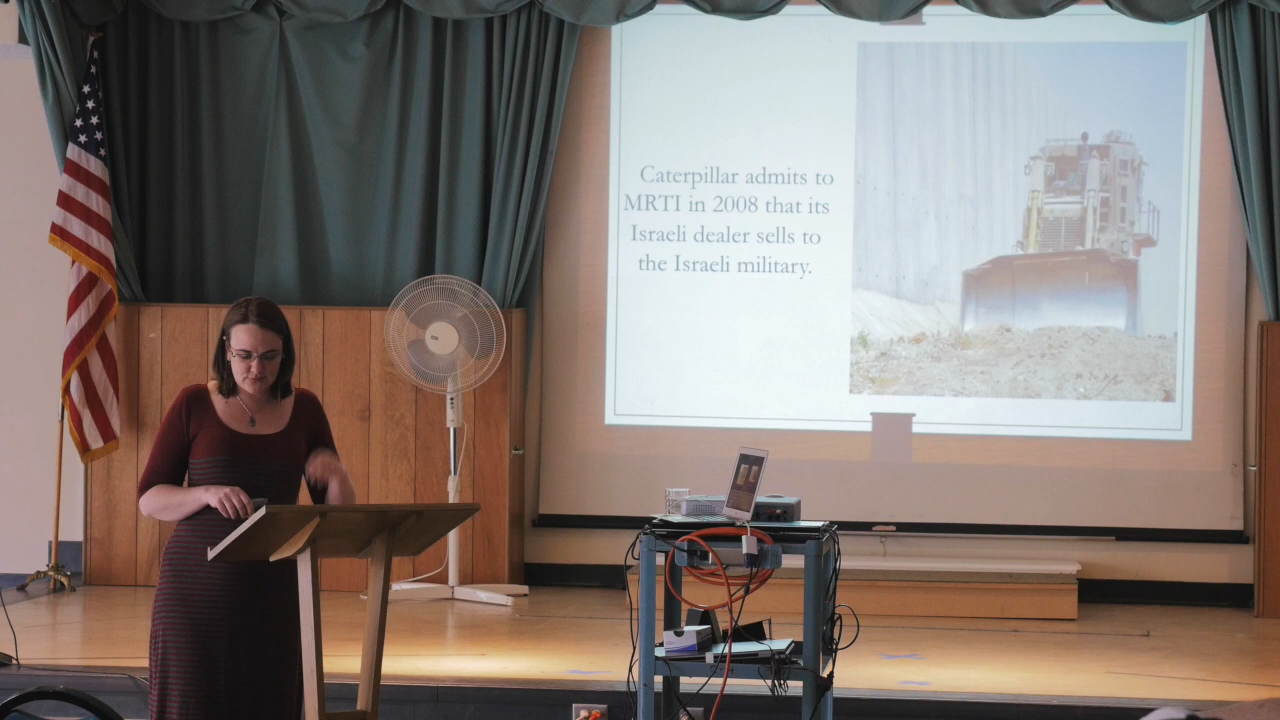 Caterpillar admits to
MRTI in 2008 that its
Israeli dealer sells to
the Israeli military.